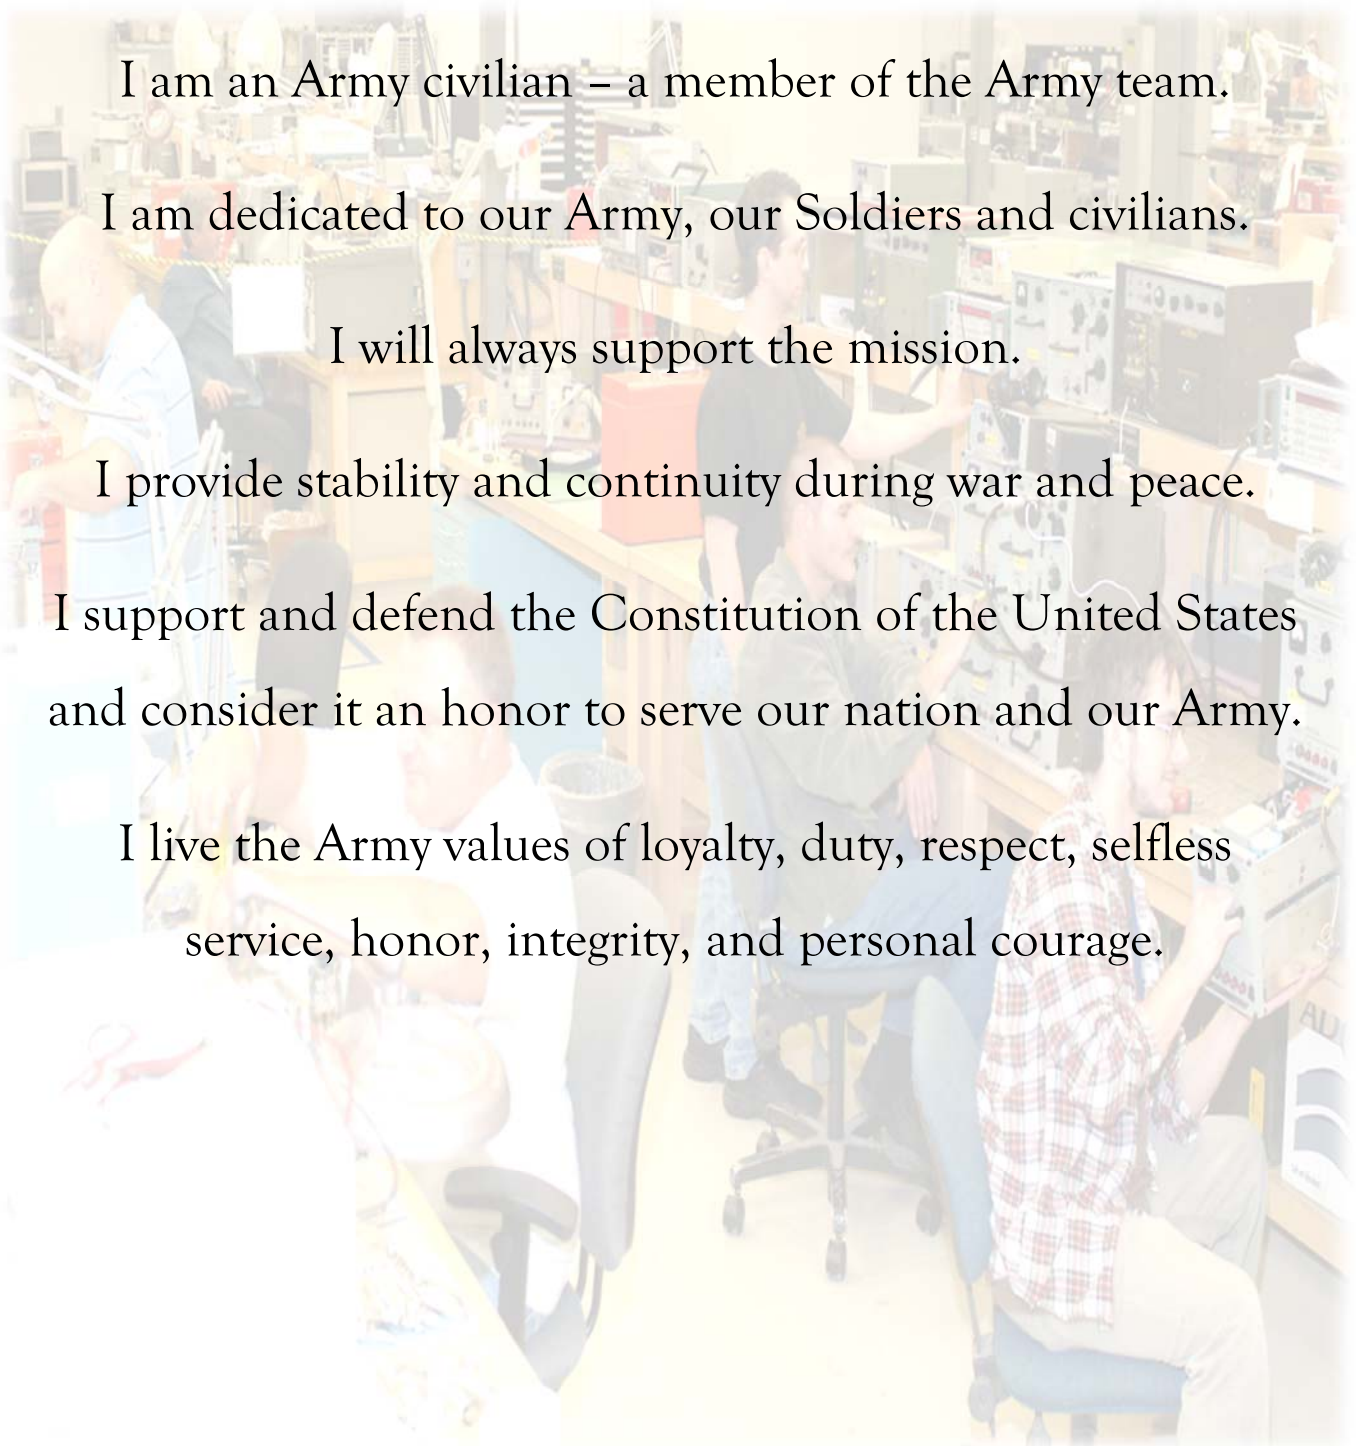 I am an Army civilian – a member of the Army team.
I am dedicated to our Army, our Soldiers and civilians.
I will always support the mission.
I provide stability and continuity during war and peace.
I support and defend the Constitution of the United States
and consider it an honor to serve our nation and our Army.
I live the Army values of loyalty, duty, respect, selfless
service, honor, integrity, and personal courage.